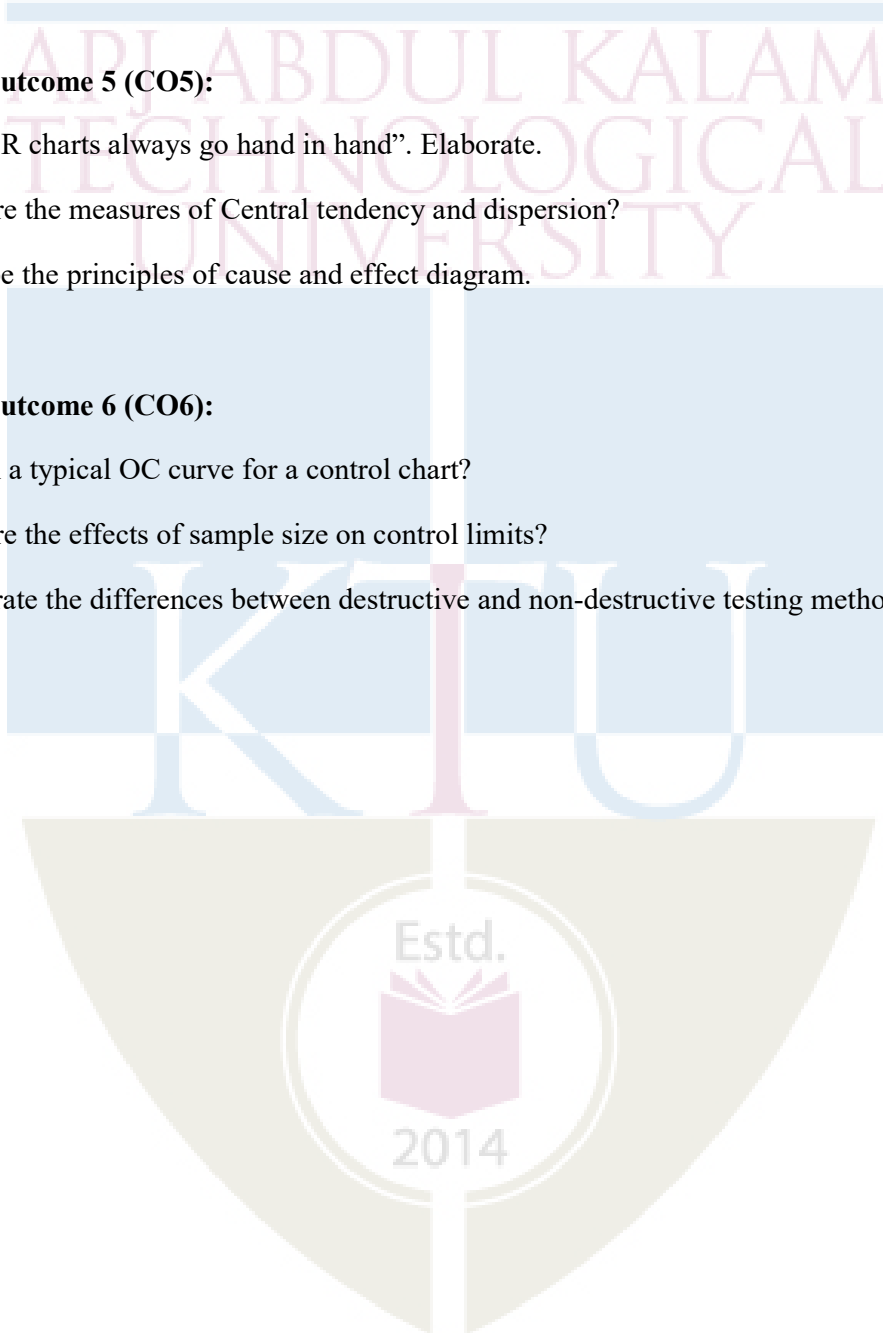 APJ ABDUL KALAM
TECHNOLOGICAL
UNIVERSITY
utcome 5 (CO5):
R charts always go hand in hand”. Elaborate.
re the measures of Central tendency and dispersion?
e the principles of cause and effect diagram.
utcome 6 (CO6):
a typical OC curve for a control chart?
re the effects of sample size on control limits?
rate the differences between destructive and non-destructive testing metho
KTU
Estd.
2014